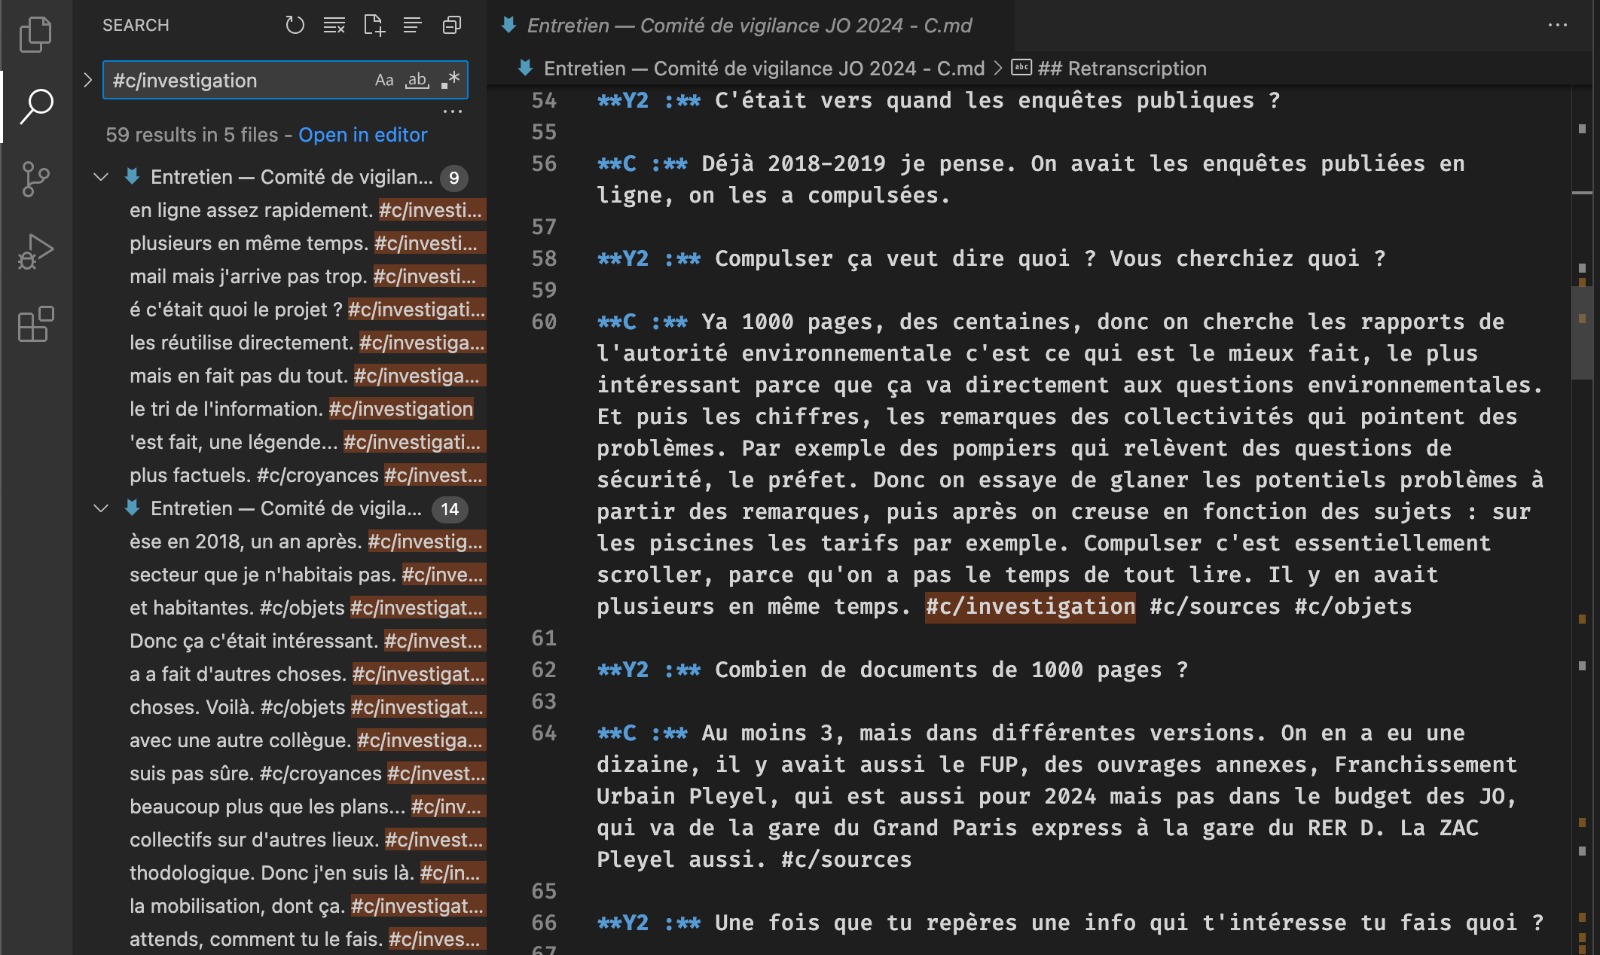 SEARCH
#c/investigation
Aa ab .*
...
59 results in 5 files - Open in editor
Entretien — Comité de vigilan... 9
en ligne assez rapidement. #c/investi...
plusieurs en même temps. #c/investi...
mail mais j'arrive pas trop. #c/investi...
é c'était quoi le projet ? #c/investigati...
les réutilise directement. #c/investiga...
mais en fait pas du tout. #c/investiga...
le tri de l'information. #c/investigation
'est fait, une légende... #c/investigati...
plus factuels. #c/croyances #c/invest...
Entretien — Comité de vigila... 14
èse en 2018, un an après. #c/investig...
secteur que je n'habitais pas. #c/inve...
et habitantes. #c/objets #c/investigat...
Donc ça c'était intéressant. #c/invest...
a a fait d'autres choses. #c/investigat...
choses. Voilà. #c/objets #c/investigat...
avec une autre collègue. #c/investiga...
suis pas sûre. #c/croyances #c/invest...
beaucoup plus que les plans... #c/inv...
collectifs sur d'autres lieux. #c/invest...
thodologique. Donc j'en suis là. #c/in...
la mobilisation, dont ça. #c/investigat...
attends, comment tu le fais. #c/inves...
Entretien — Comité de vigilance JO 2024 - C.md
...
Entretien — Comité de vigilance JO 2024 - C.md > abc ## Retranscription
54 **Y2 :** C'était vers quand les enquêtes publiques ?
55
56 **C :** Déjà 2018-2019 je pense. On avait les enquêtes publiées en
ligne, on les a compulsées.
57
58 **Y2 :** Compulser ça veut dire quoi ? Vous cherchiez quoi ?
59
60 **C :** Ya 1000 pages, des centaines, donc on cherche les rapports de
l'autorité environnementale c'est ce qui est le mieux fait, le plus
intéressant parce que ça va directement aux questions environnementales.
Et puis les chiffres, les remarques des collectivités qui pointent des
problèmes. Par exemple des pompiers qui relèvent des questions de
sécurité, le préfet. Donc on essaye de glaner les potentiels problèmes à
partir des remarques, puis après on creuse en fonction des sujets : sur
les piscines les tarifs par exemple. Compulser c'est essentiellement
scroller, parce qu'on a pas le temps de tout lire. Il y en avait
plusieurs en même temps. #c/investigation #c/sources #c/objets
61
62 **Y2 :** Combien de documents de 1000 pages ?
63
64 **C :** Au moins 3, mais dans différentes versions. On en a eu une
dizaine, il y avait aussi le FUP, des ouvrages annexes, Franchissement
Urbain Pleyel, qui est aussi pour 2024 mais pas dans le budget des JO,
qui va de la gare du Grand Paris express à la gare du RER D. La ZAC
Pleyel aussi. #c/sources
65
66 **Y2 :** Une fois que tu repères une info qui t'intéresse tu fais quoi ?
67